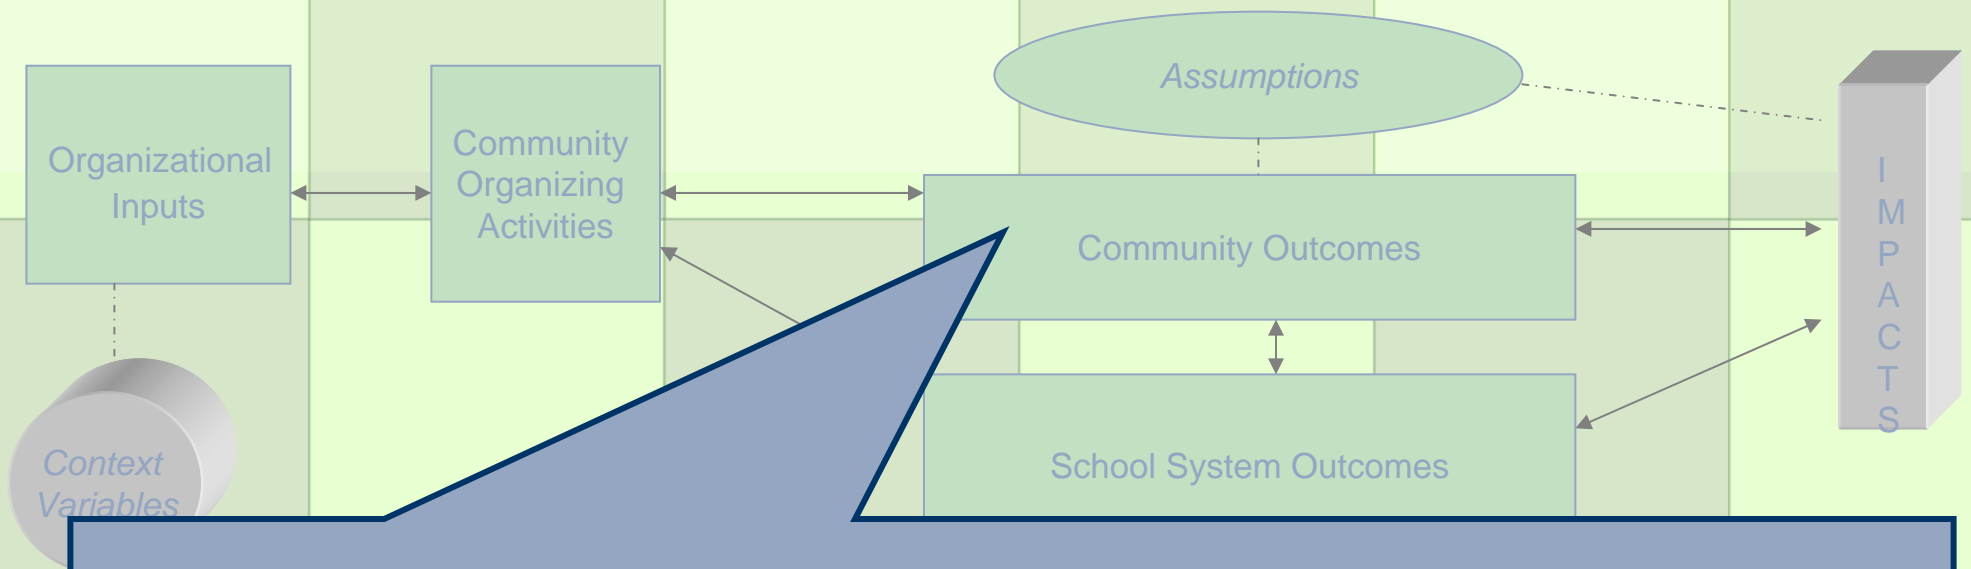 Assumptions
Organizational
Inputs
Community
Organizing
Activities
Community Outcomes
I
M
P
A
C
T
S
School System Outcomes
Context
Variables